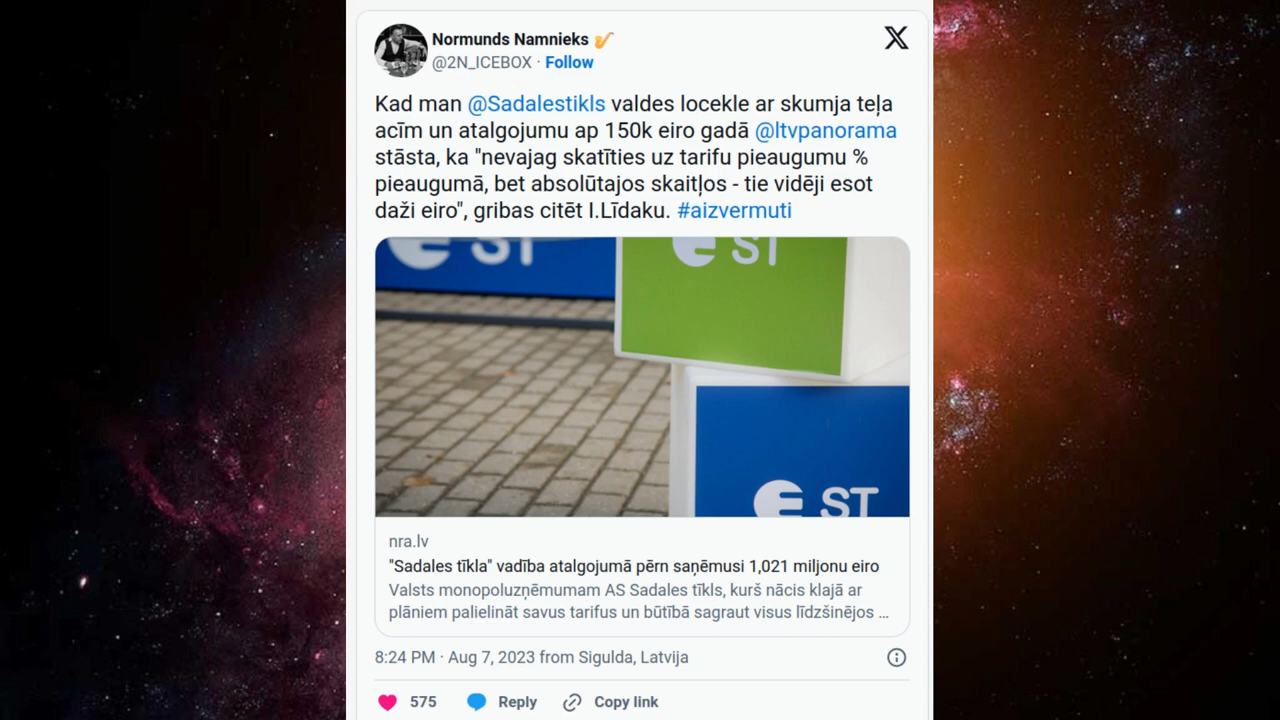 Normunds Namnieks 🎷
@2N_ICEBOX · Follow
Kad man @Sadalestikls valdes locekle ar skumja teļa
acīm un atalgojumu ap 150k eiro gadā @ltvpanorama
stāsta, ka "nevajag skatīties uz tarifu pieaugumu %
pieaugumā, bet absolūtajos skaitļos - tie vidēji esot
daži eiro", gribas citēt I.Līdaku. #aizvermuti
ST
ST
ST
nra.lv
"Sadales tīkla" vadība atalgojumā pērn saņēmusi 1,021 miljonu eiro
Valsts monopoluzņēmumam AS Sadales tīkls, kurš nācis klajā ar
plāniem palielināt savus tarifus un būtībā sagraut visus līdzšinējos ...
8:24 PM · Aug 7, 2023 from Sigulda, Latvija
575 Reply Copy link